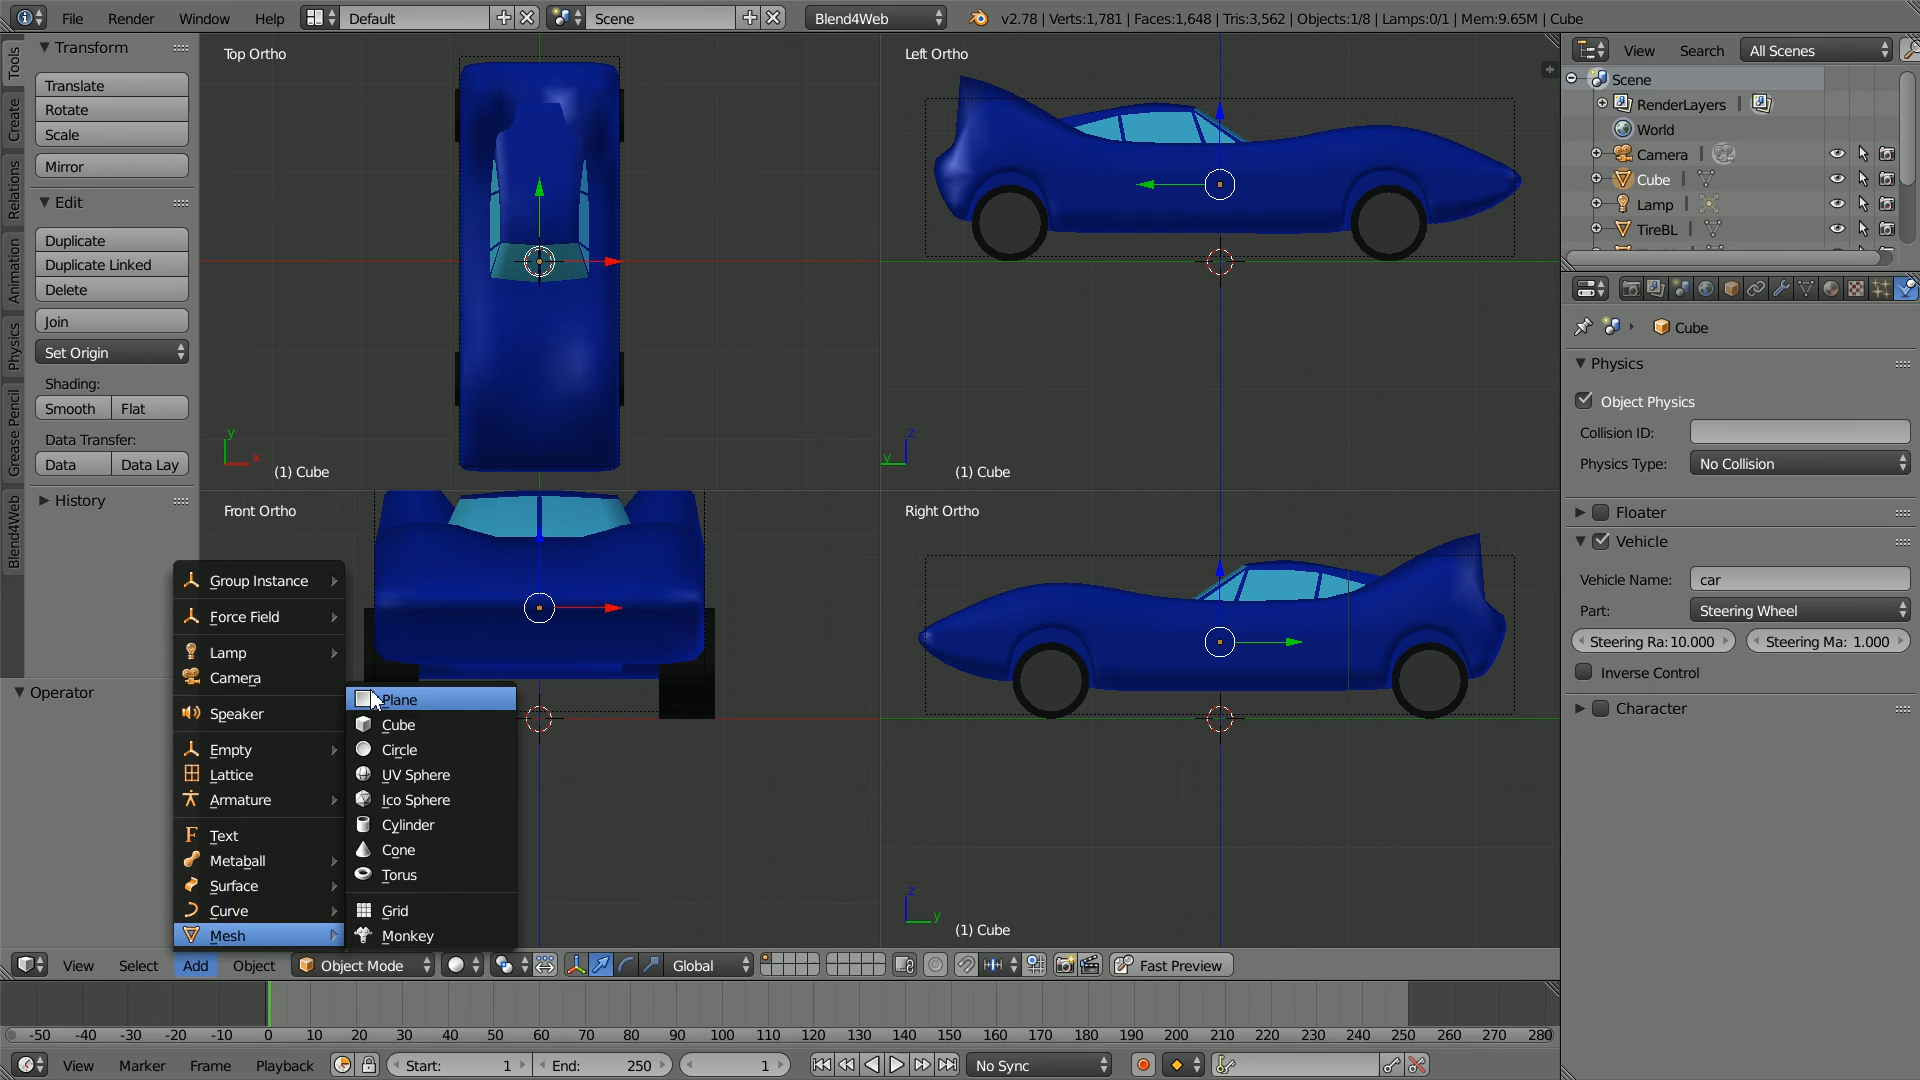 File Render Window Help Default Scene Blend4Web v2.78 | Verts:1,781 | Faces:1,648 | Tris:3,562 | Objects:1/8 | Lamps:0/1 | Mem:9.65M | Cube
Tools
Create
Relations
Animation
Physics
Grease Pencil
Blend4Web
Transform
Translate
Rotate
Scale
Mirror
Edit
Duplicate
Duplicate Linked
Delete
Join
Set Origin
Shading:
Smooth Flat
Data Transfer:
Data Data Lay
History
Operator
Top Ortho
y
x
(1) Cube
Left Ortho
z
y
(1) Cube
Front Ortho
Right Ortho
z
y
(1) Cube
Group Instance
Force Field
Lamp
Camera
Speaker
Empty
Lattice
Armature
Text
Metaball
Surface
Curve
Mesh
Plane
Cube
Circle
UV Sphere
Ico Sphere
Cylinder
Cone
Torus
Grid
Monkey
View Search All Scenes
Scene
RenderLayers
World
Camera
Cube
Lamp
TireBL
Cube
Physics
Object Physics
Collision ID:
Physics Type: No Collision
Floater
Vehicle
Vehicle Name: car
Part: Steering Wheel
Steering Ra: 10.000 Steering Ma: 1.000
Inverse Control
Character
View Select Add Object Object Mode Global Fast Preview
-50 -40 -30 -20 -10 0 10 20 30 40 50 60 70 80 90 100 110 120 130 140 150 160 170 180 190 200 210 220 230 240 250 260 270 280
View Marker Frame Playback Start: 1 End: 250 1 No Sync